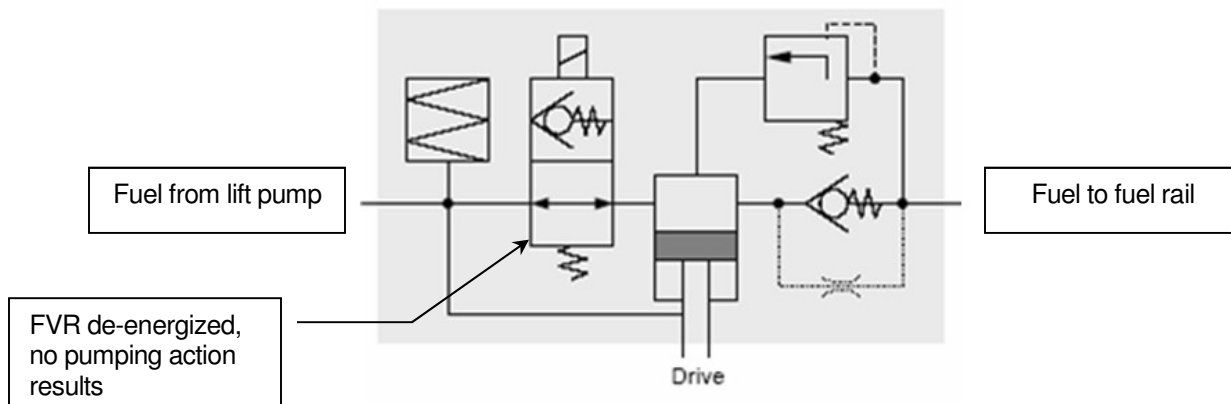 Fuel from lift pump
Fuel to fuel rail
FVR de-energized,
no pumping action
results
Drive